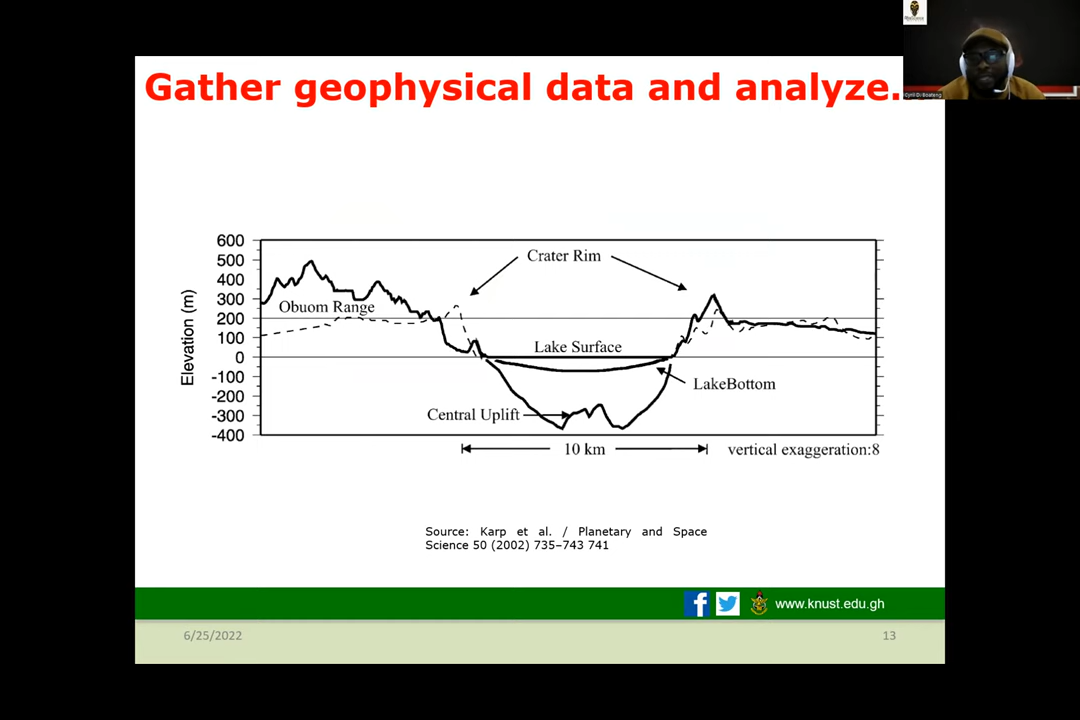 Gather geophysical data and analyze.
Cyril D. Boateng
600
500
400
300
200
100
0
-100
-200
-300
-400
Elevation (m)
Crater Rim
Obuom Range
Lake Surface
LakeBottom
Central Uplift
10 km
vertical exaggeration:8
Source: Karp et al. / Planetary and Space
Science 50 (2002) 735–743 741
www.knust.edu.gh
6/25/2022
13